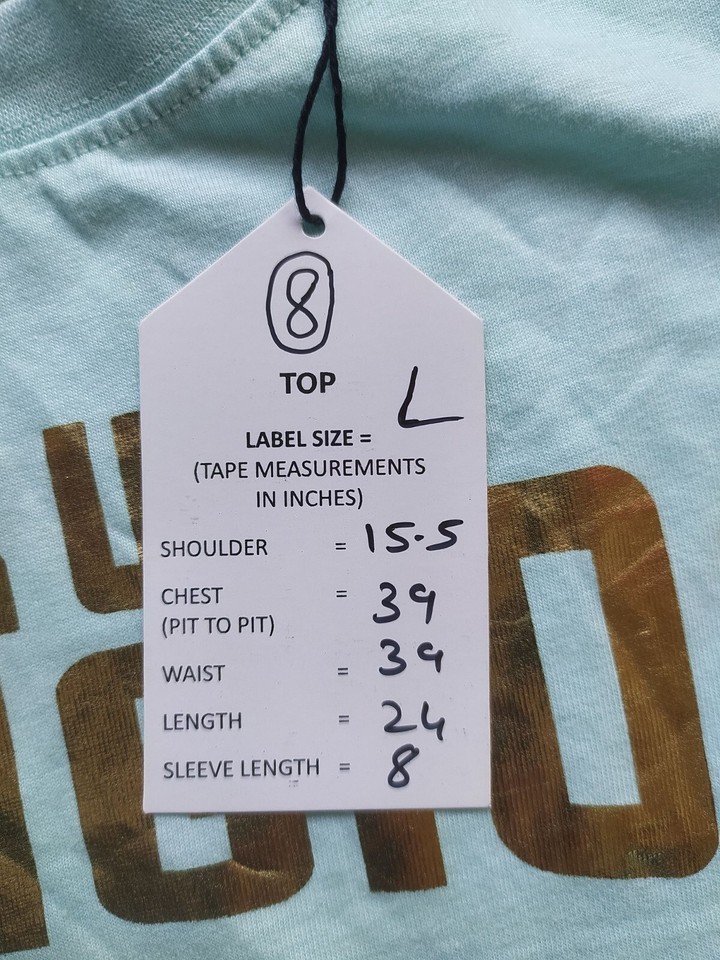 8
TOP
LABEL SIZE = L
(TAPE MEASUREMENTS
IN INCHES)
SHOULDER = 15.5
CHEST = 39
(PIT TO PIT)
WAIST = 39
LENGTH = 24
SLEEVE LENGTH = 8